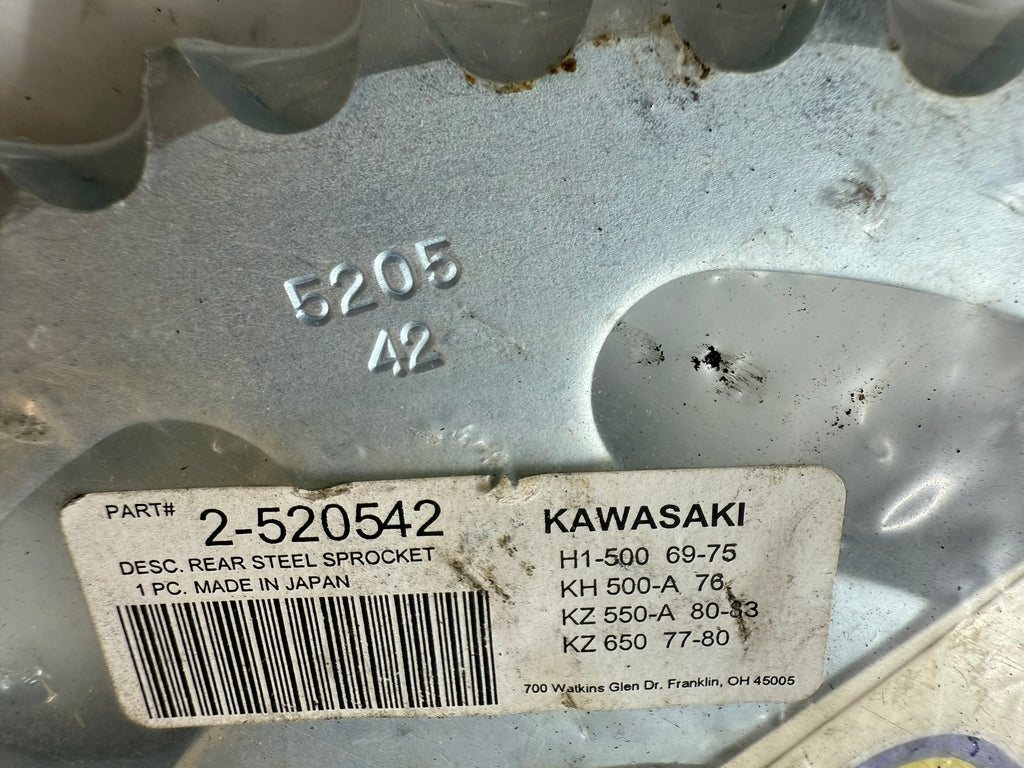 5205
42
PART# 2-520542
DESC. REAR STEEL SPROCKET
1 PC. MADE IN JAPAN
KAWASAKI
H1-500 69-75
KH 500-A 76
KZ 550-A 80-83
KZ 650 77-80
700 Watkins Glen Dr. Franklin, OH 45005